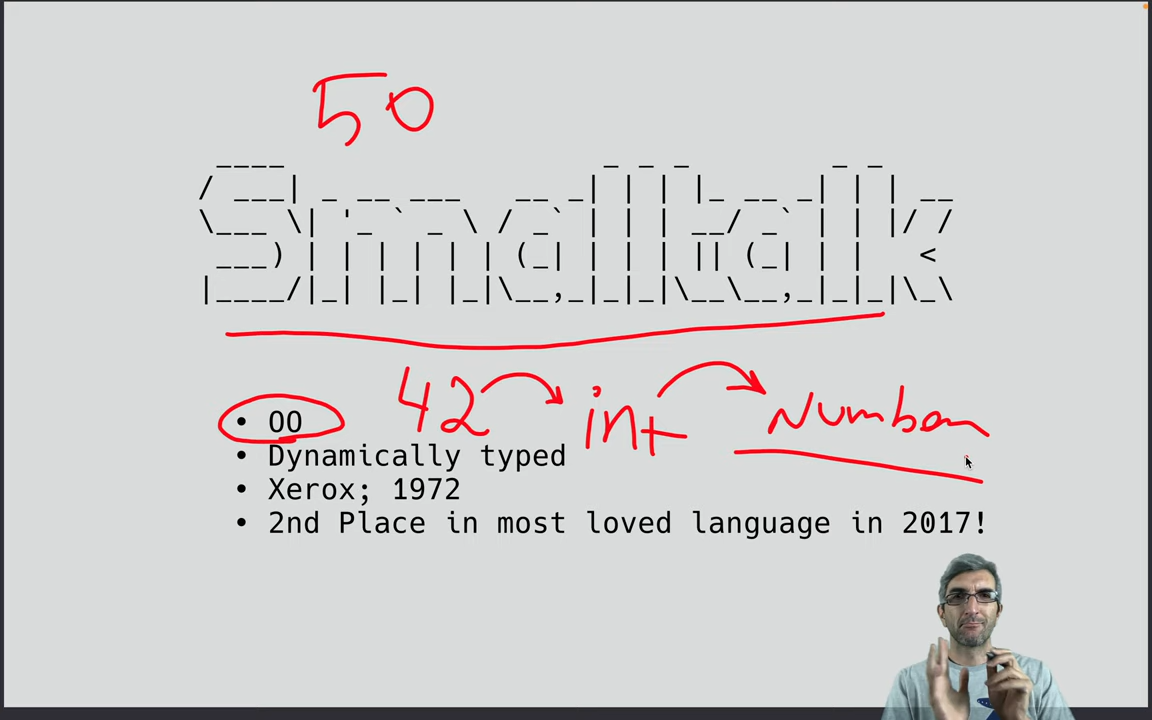 50
Smalltalk
42 int Number
• OO
• Dynamically typed
• Xerox; 1972
• 2nd Place in most loved language in 2017!